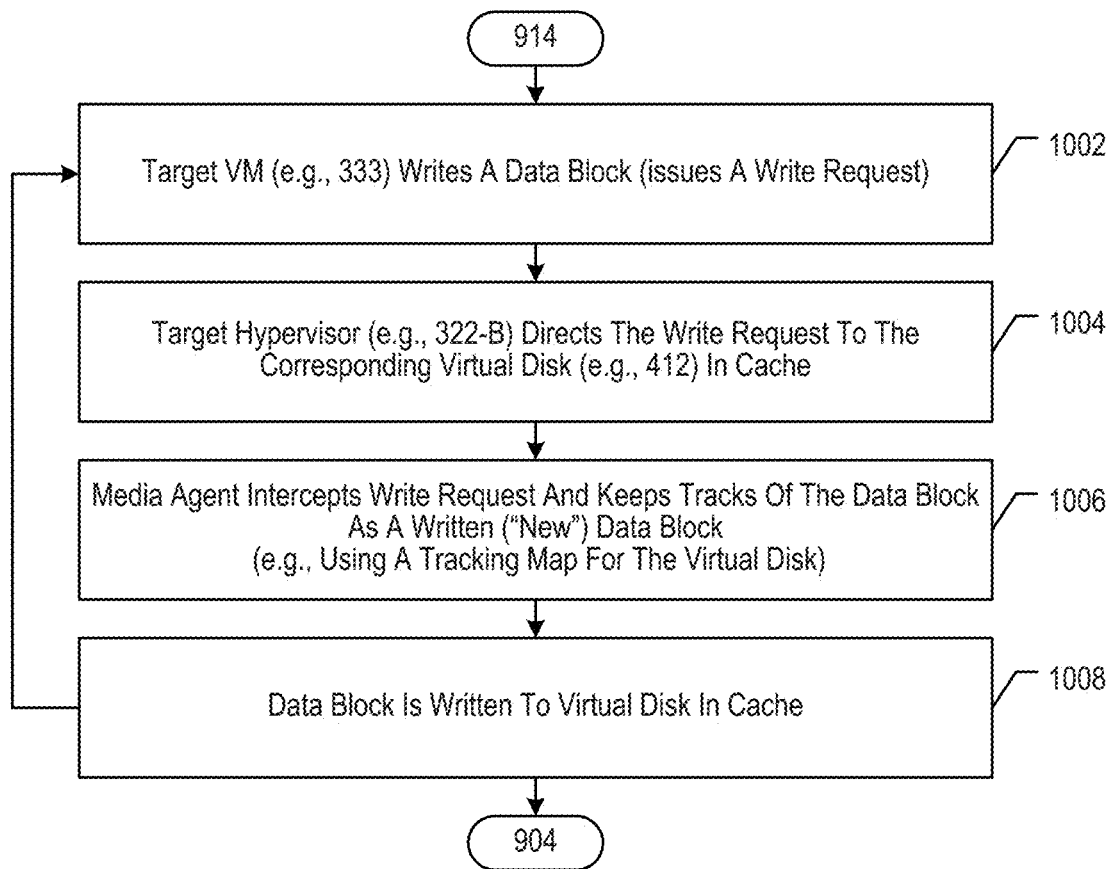 914
Target VM (e.g., 333) Writes A Data Block (issues A Write Request)
1002
Target Hypervisor (e.g., 322-B) Directs The Write Request To The
Corresponding Virtual Disk (e.g., 412) In Cache
1004
Media Agent Intercepts Write Request And Keeps Tracks Of The Data Block
As A Written ("New") Data Block
(e.g., Using A Tracking Map For The Virtual Disk)
1006
Data Block Is Written To Virtual Disk In Cache
1008
904